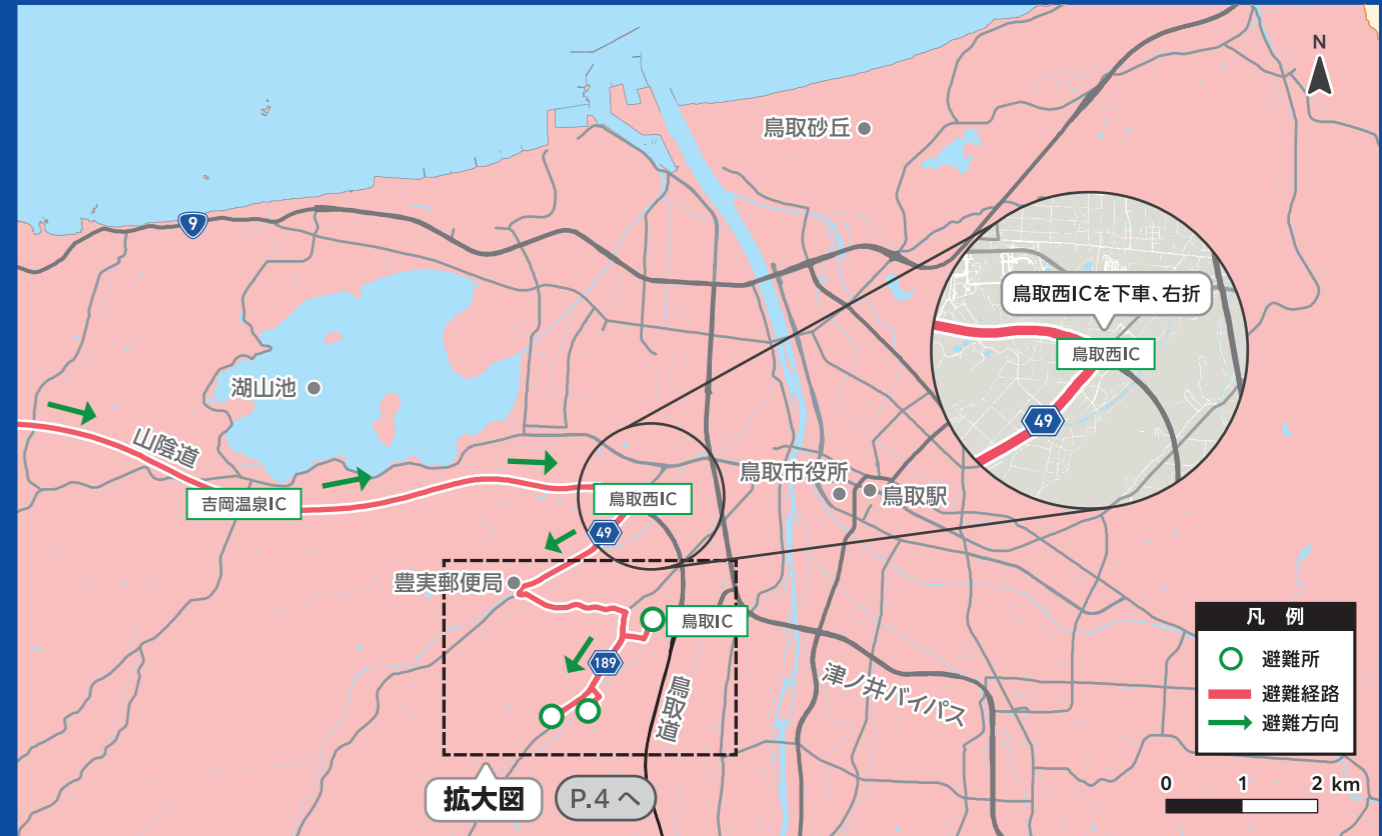 N
鳥取砂丘
9
鳥取西ICを下車、右折
鳥取西IC
49
湖山池
山陰道
吉岡温泉IC
鳥取西IC
鳥取市役所
鳥取駅
49
豊実郵便局
鳥取IC
189
鳥取道
津ノ井バイパス
凡 例
避難所
避難経路
避難方向
拡大図
P.4 へ
0 1 2 km